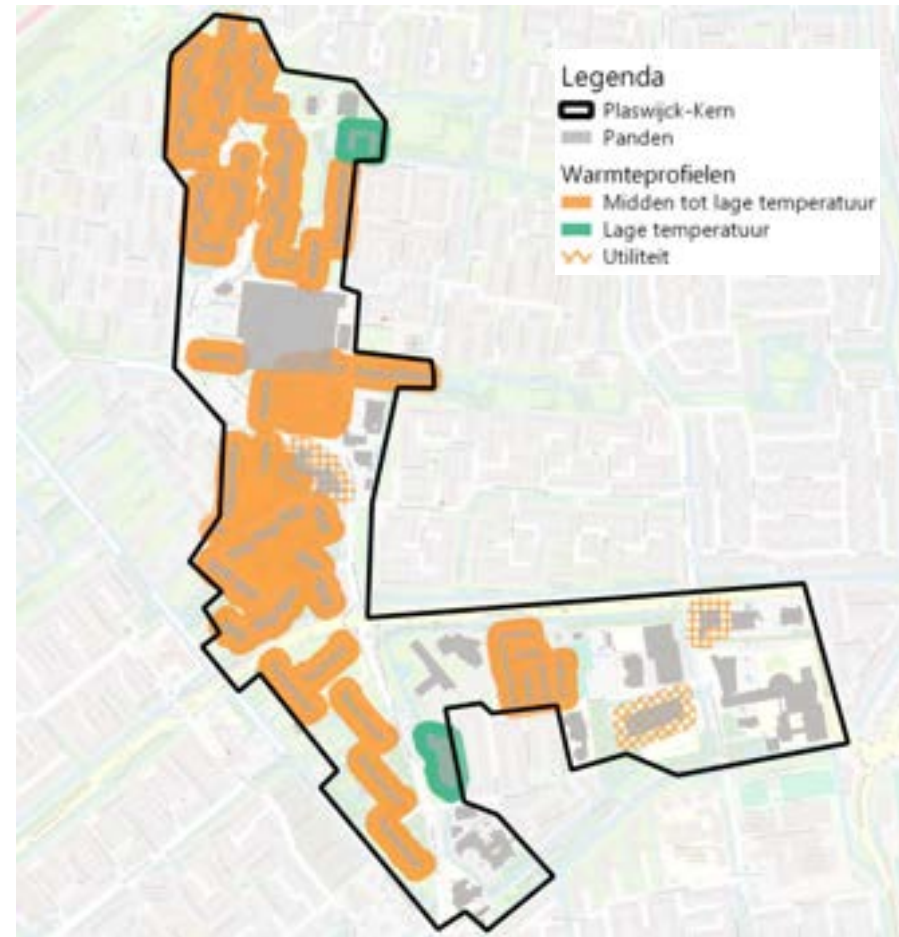 Legenda
Plaswijck-Kern
Panden
Warmteprofielen
Midden tot lage temperatuur
Lage temperatuur
Utiliteit